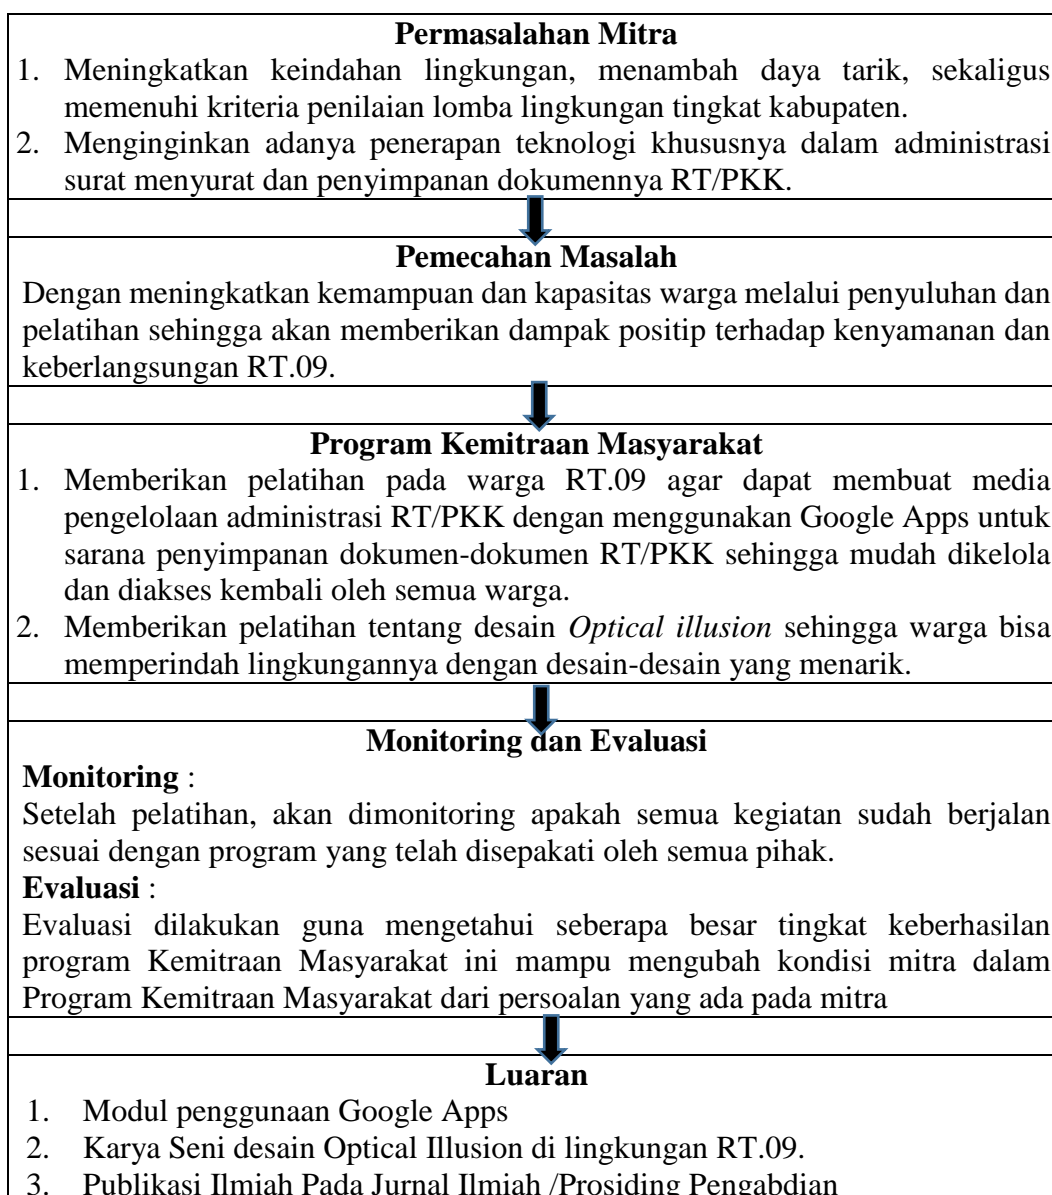 Permasalahan Mitra
1. Meningkatkan keindahan lingkungan, menambah daya tarik, sekaligus
memenuhi kriteria penilaian lomba lingkungan tingkat kabupaten.
2. Menginginkan adanya penerapan teknologi khususnya dalam administrasi
surat menyurat dan penyimpanan dokumennya RT/PKK.
Pemecahan Masalah
Dengan meningkatkan kemampuan dan kapasitas warga melalui penyuluhan dan
pelatihan sehingga akan memberikan dampak positip terhadap kenyamanan dan
keberlangsungan RT.09.
Program Kemitraan Masyarakat
1. Memberikan pelatihan pada warga RT.09 agar dapat membuat media
pengelolaan administrasi RT/PKK dengan menggunakan Google Apps untuk
sarana penyimpanan dokumen-dokumen RT/PKK sehingga mudah dikelola
dan diakses kembali oleh semua warga.
2. Memberikan pelatihan tentang desain Optical illusion sehingga warga bisa
memperindah lingkungannya dengan desain-desain yang menarik.
Monitoring dan Evaluasi
Monitoring :
Setelah pelatihan, akan dimonitoring apakah semua kegiatan sudah berjalan
sesuai dengan program yang telah disepakati oleh semua pihak.
Evaluasi :
Evaluasi dilakukan guna mengetahui seberapa besar tingkat keberhasilan
program Kemitraan Masyarakat ini mampu mengubah kondisi mitra dalam
Program Kemitraan Masyarakat dari persoalan yang ada pada mitra
Luaran
1. Modul penggunaan Google Apps
2. Karya Seni desain Optical Illusion di lingkungan RT.09.
3. Publikasi Ilmiah Pada Jurnal Ilmiah /Prosiding Pengabdian